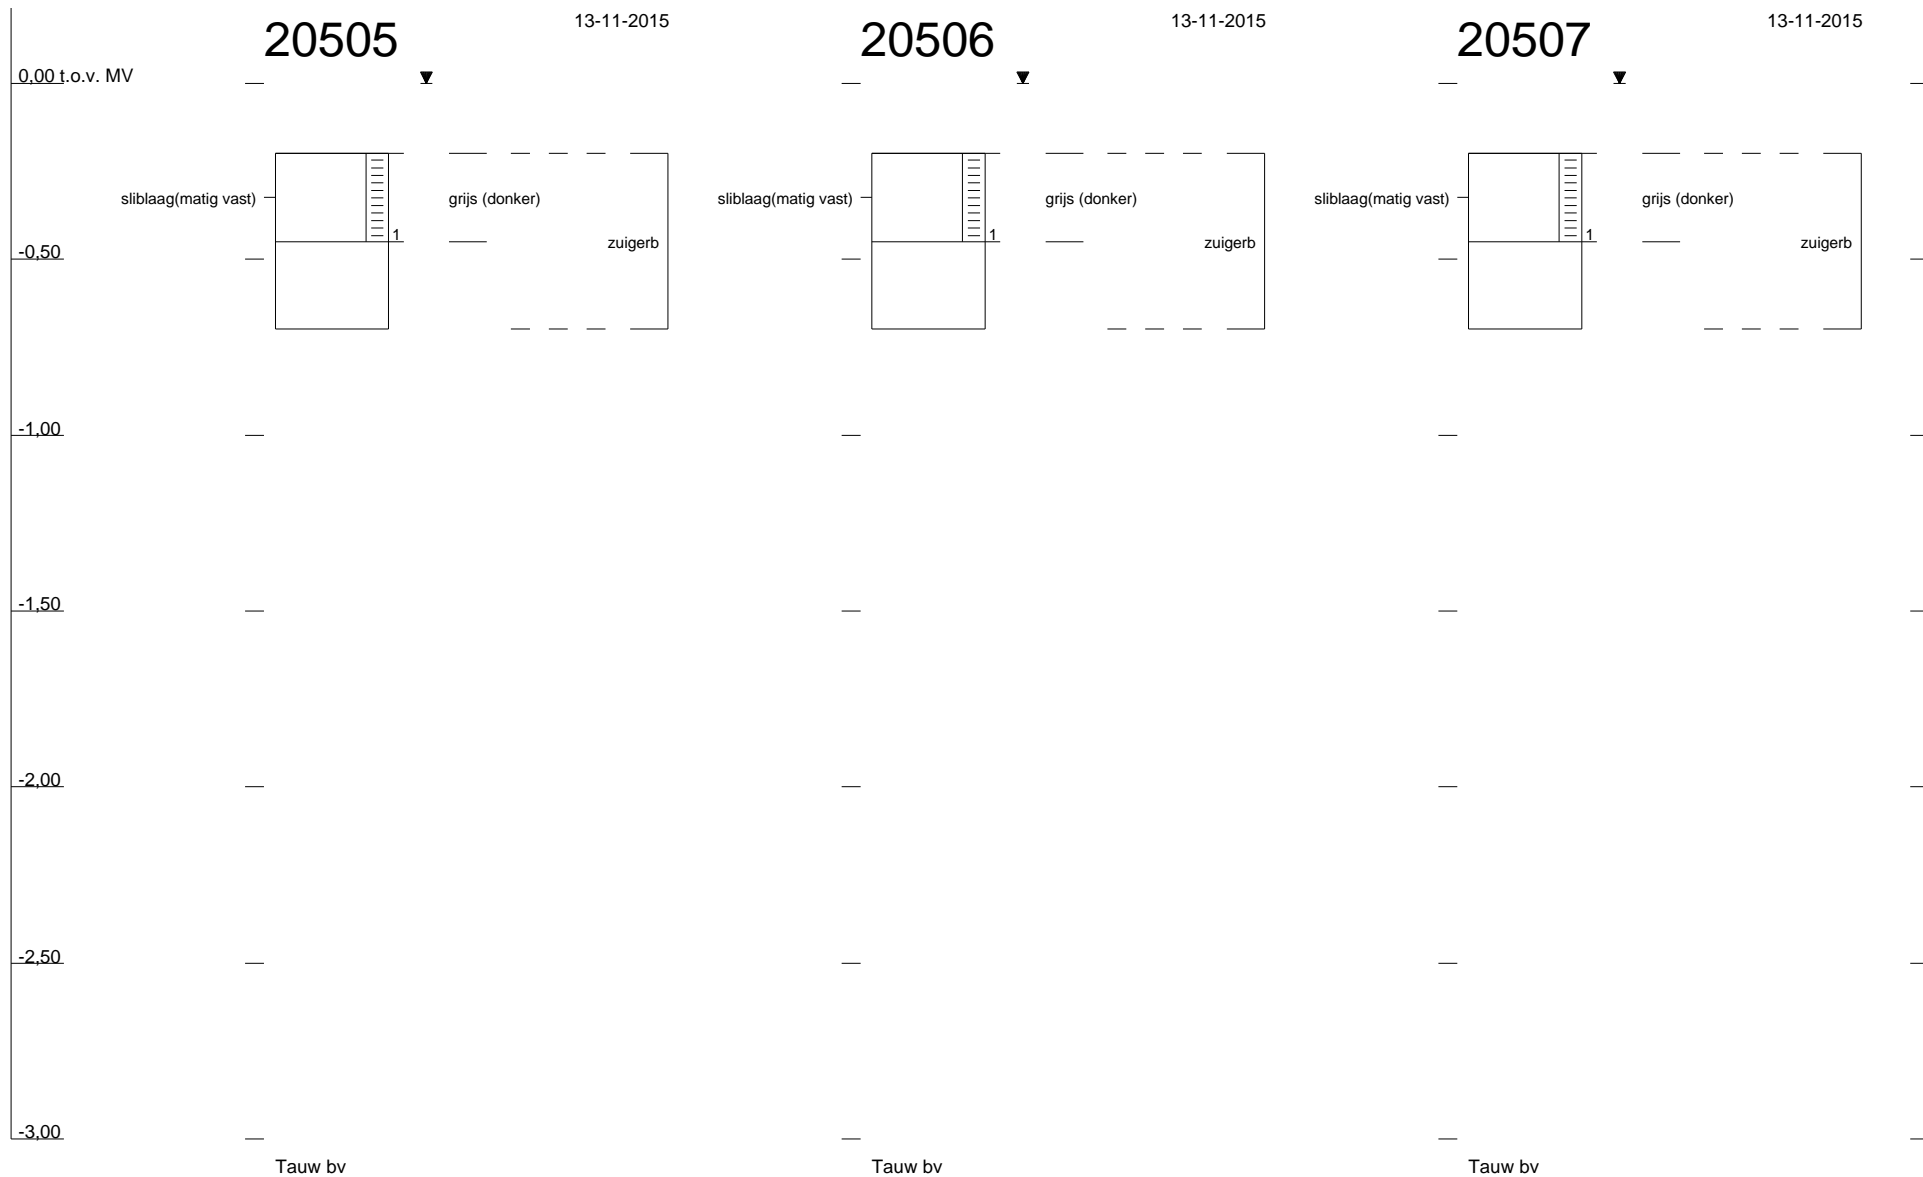 20505
13-11-2015
20506
13-11-2015
20507
13-11-2015
0,00 t.o.v. MV
sliblaag(matig vast)
grijs (donker)
1
zuigerb
sliblaag(matig vast)
grijs (donker)
1
zuigerb
sliblaag(matig vast)
grijs (donker)
1
zuigerb
-0,50
-1,00
-1,50
-2,00
-2,50
-3,00
Tauw bv
Tauw bv
Tauw bv